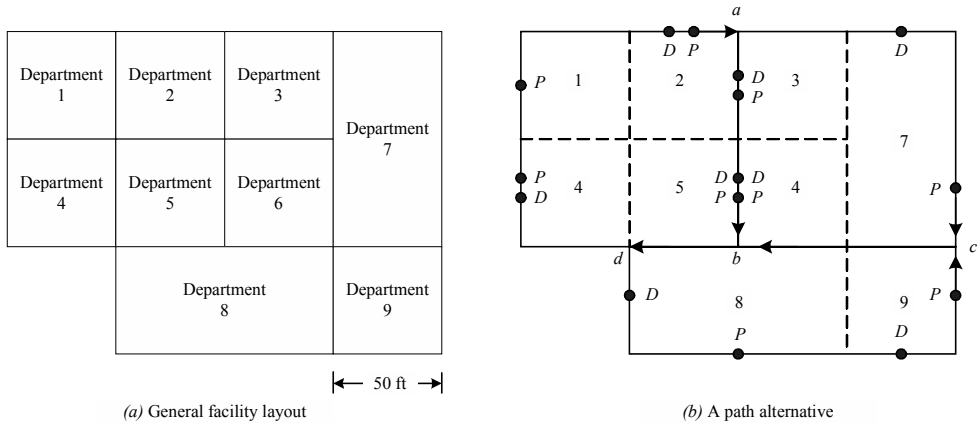 Department
1
Department
2
Department
3
Department
7
Department
4
Department
5
Department
6
Department
8
Department
9
50 ft
(a) General facility layout
a
D P
D
P 1 2 D 3
P
7
P 4 5 D D 4
D P P P
d b c
D 8 9 P
P D
(b) A path alternative